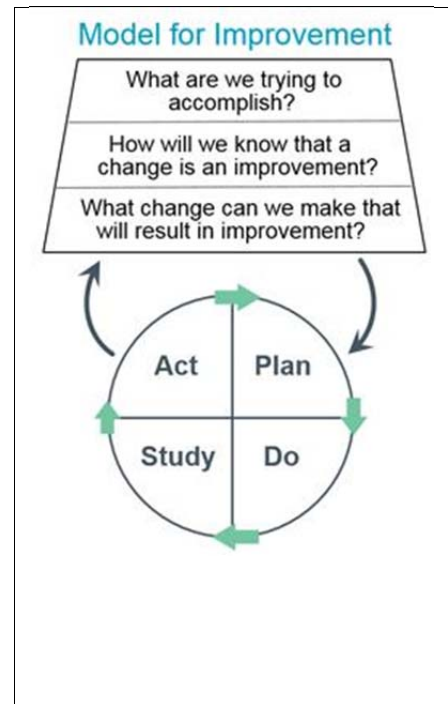 Model for Improvement
What are we trying to
accomplish?
How will we know that a
change is an improvement?
What change can we make that
will result in improvement?
Act
Plan
Study
Do